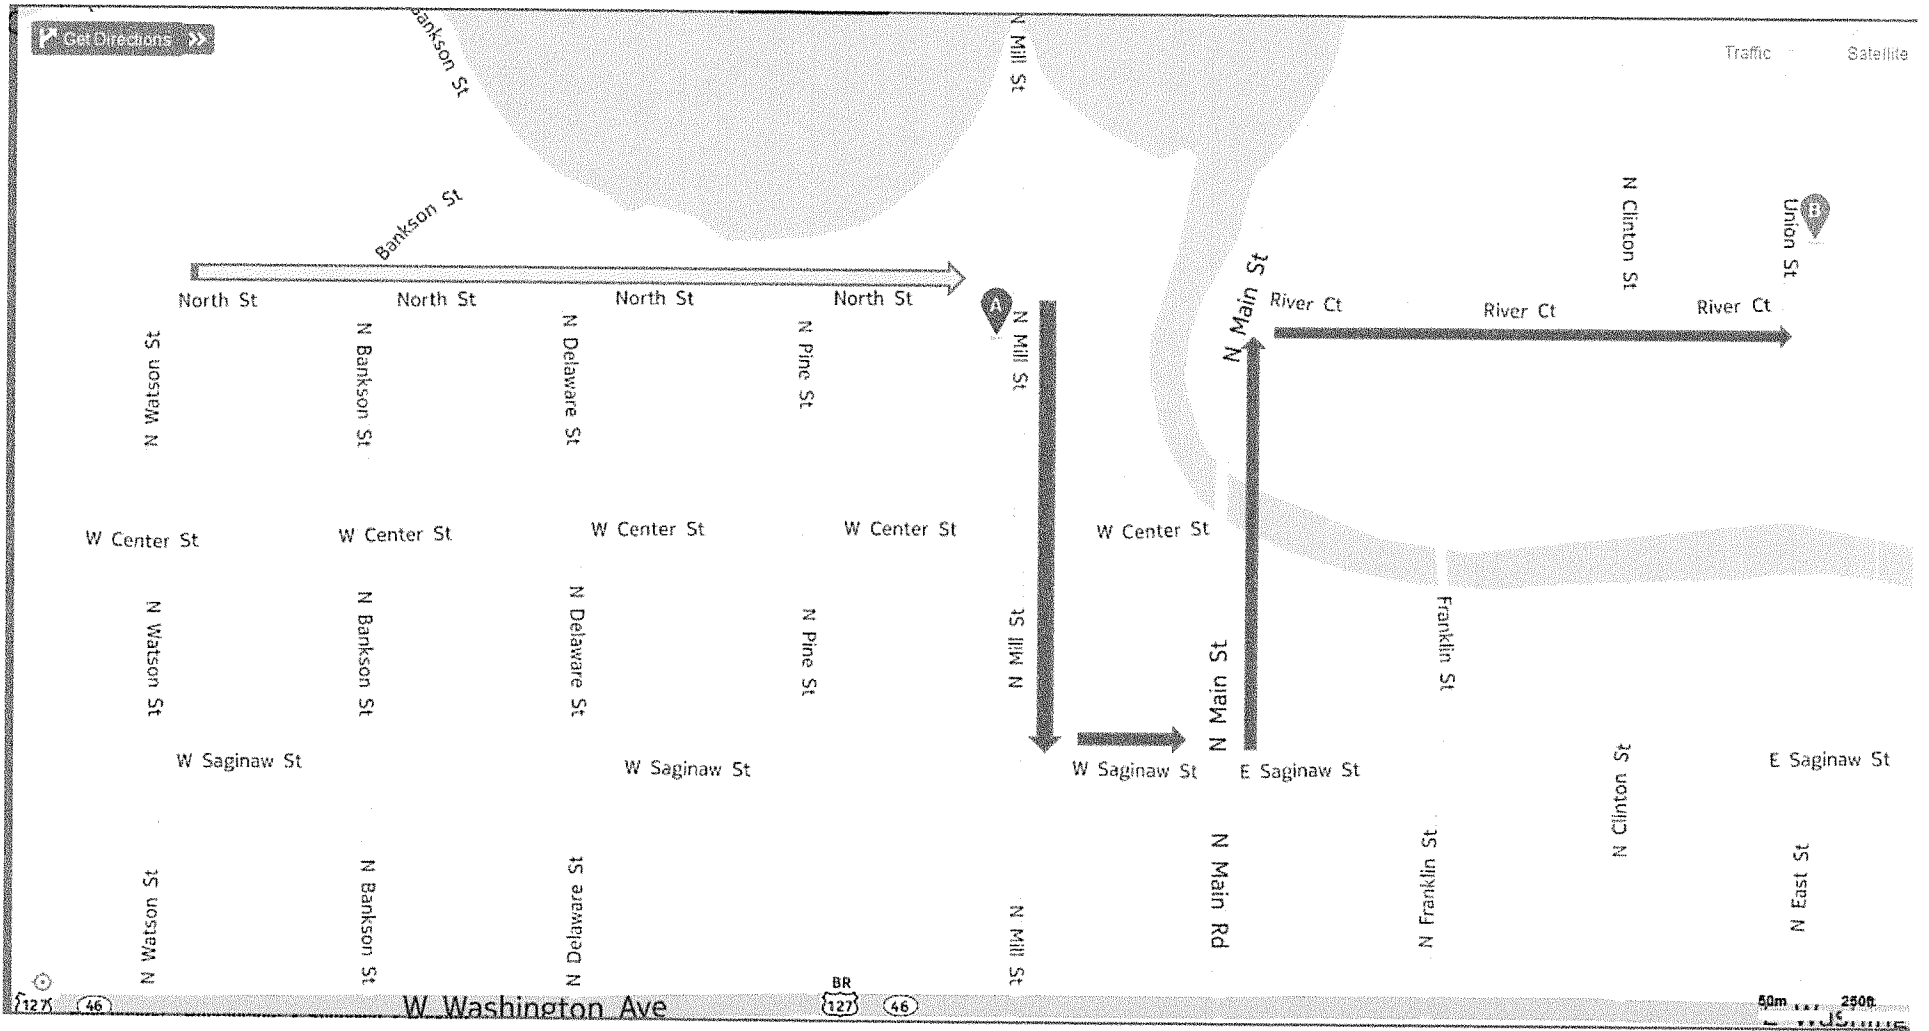 Get Directions »
Bankson St
N Mill St
Traffic
Satellite
N Clinton St
Union St
B
Bankson St
N Main St
North St
North St
North St
North St
A
River Ct
River Ct
River Ct
N Watson St
N Bankson St
N Delaware St
N Pine St
N Mill St
W Center St
W Center St
W Center St
W Center St
W Center St
N Watson St
N Bankson St
N Delaware St
N Pine St
N Mill St
N Main St
Franklin St
W Saginaw St
W Saginaw St
W Saginaw St
E Saginaw St
N Clinton St
E Saginaw St
N Watson St
N Bankson St
N Delaware St
N Mill St
N Main Rd
N Franklin St
N East St
127
46
W Washington Ave
BR
127
46
50m
250ft